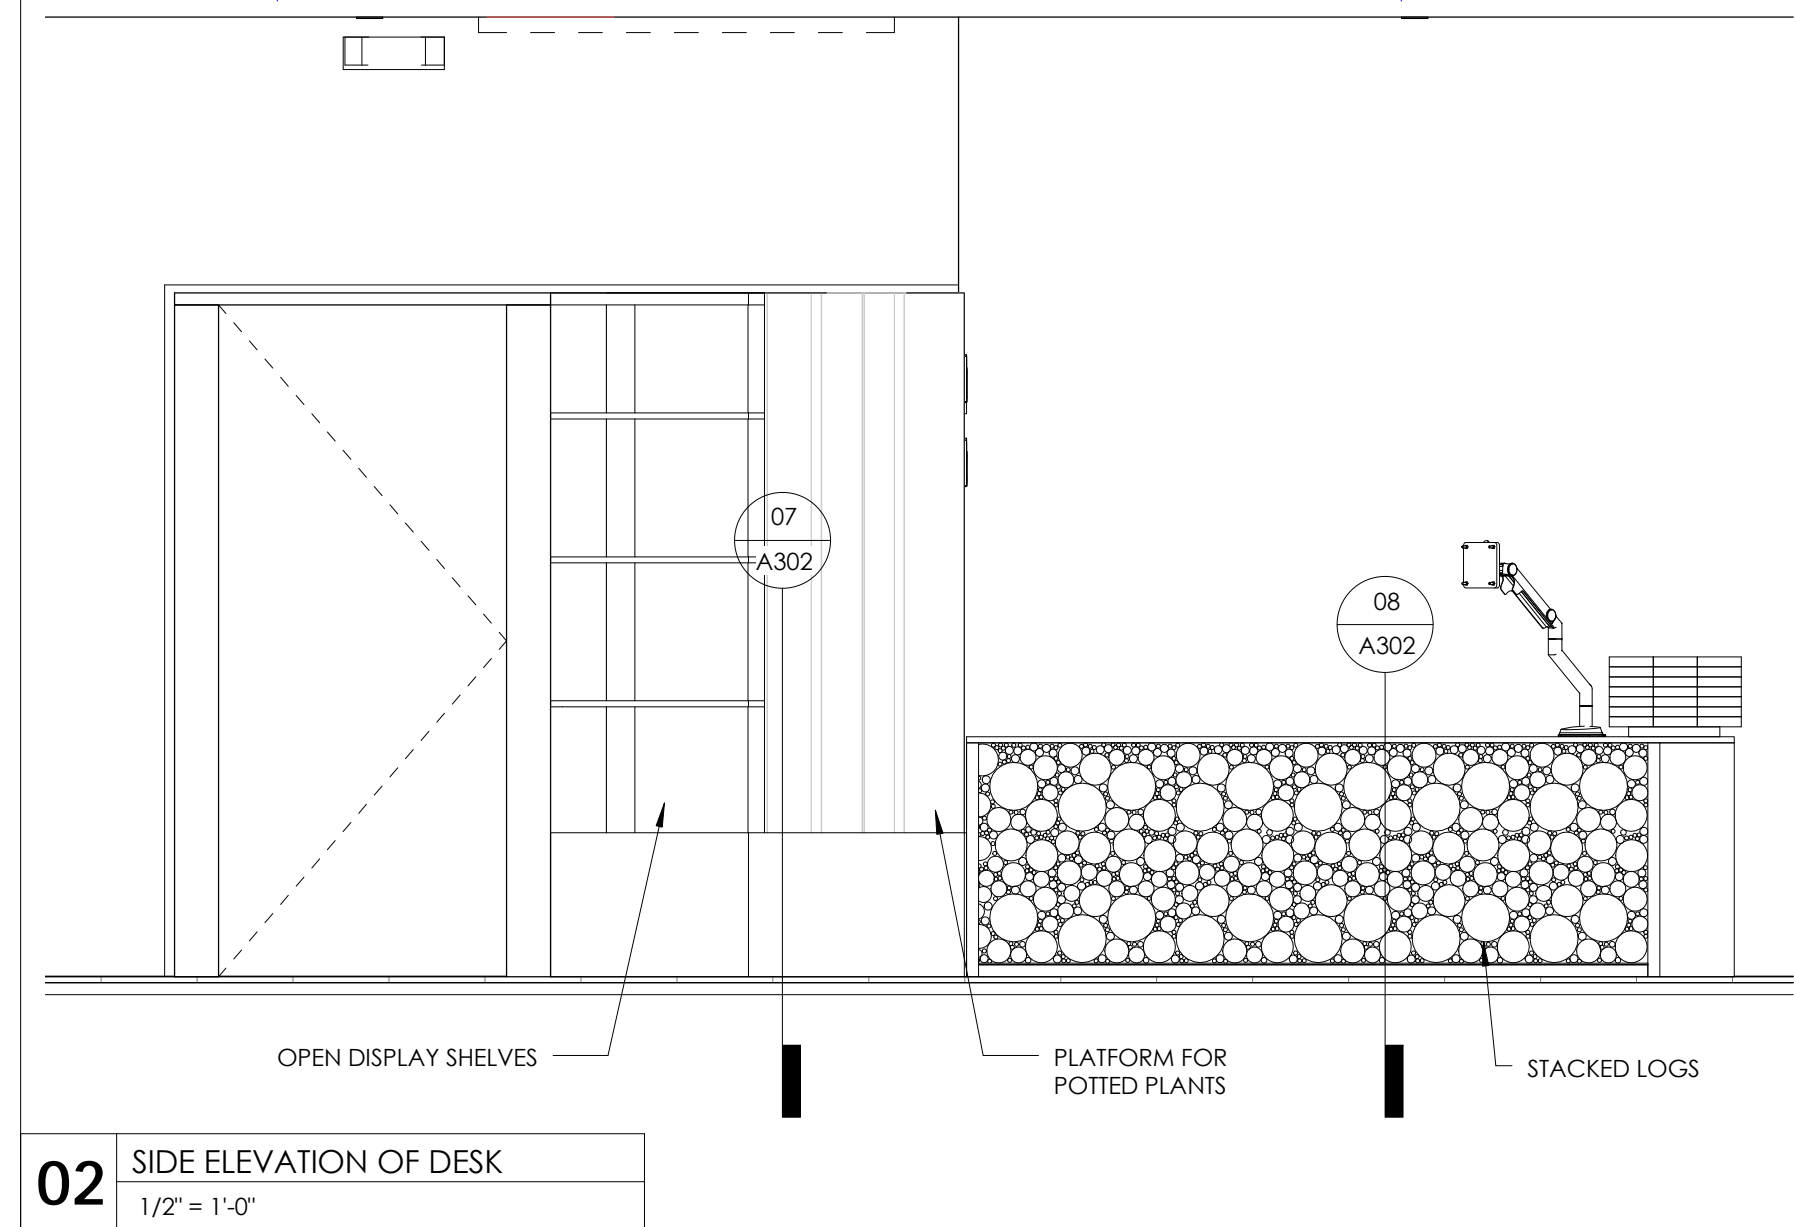 07
A302
08
A302
OPEN DISPLAY SHELVES
PLATFORM FOR
POTTED PLANTS
STACKED LOGS
02
SIDE ELEVATION OF DESK
1/2" = 1'-0"